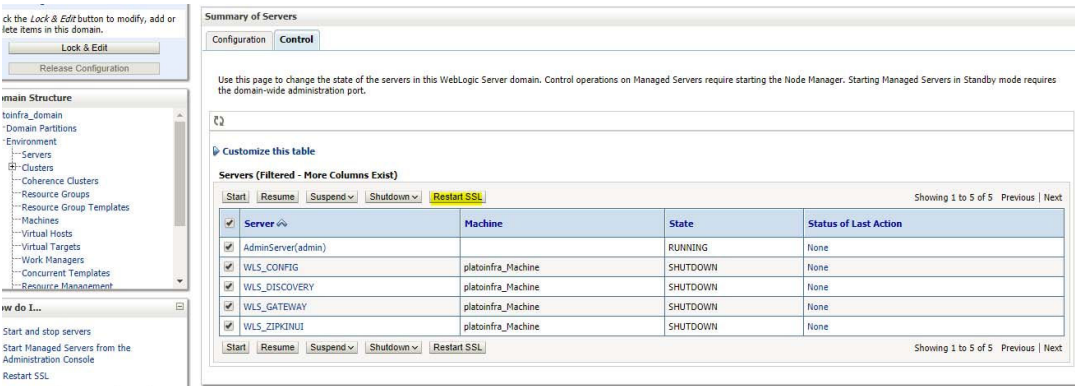 ck the Lock & Edit button to modify, add or
lete items in this domain.
Lock & Edit
Release Configuration
main Structure
toinfra_domain
Domain Partitions
Environment
Servers
Clusters
Coherence Clusters
Resource Groups
Resource Group Templates
Machines
Virtual Hosts
Virtual Targets
Work Managers
Concurrent Templates
Resource Management
ow do I...
Start and stop servers
Start Managed Servers from the
Administration Console
Restart SSL
Summary of Servers
Configuration Control
Use this page to change the state of the servers in this WebLogic Server domain. Control operations on Managed Servers require starting the Node Manager. Starting Managed Servers in Standby mode requires
the domain-wide administration port.
Customize this table
Servers (Filtered - More Columns Exist)
Start Resume Suspend Shutdown Restart SSL Showing 1 to 5 of 5 Previous | Next
Server Machine State Status of Last Action
AdminServer(admin) RUNNING None
WLS_CONFIG platoinfra_Machine SHUTDOWN None
WLS_DISCOVERY platoinfra_Machine SHUTDOWN None
WLS_GATEWAY platoinfra_Machine SHUTDOWN None
WLS_ZIPKINUI platoinfra_Machine SHUTDOWN None
Start Resume Suspend Shutdown Restart SSL Showing 1 to 5 of 5 Previous | Next